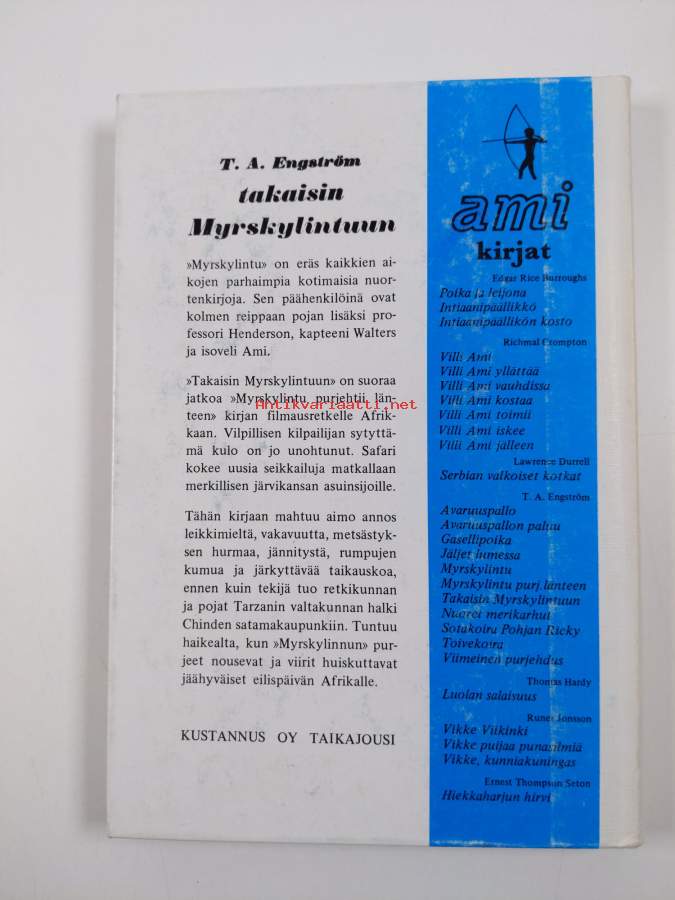 T. A. Engström
takaisin
Myrskylintuun
»Myrskylintu» on eräs kaikkien ai-
kojen parhaimpia kotimaisia nuor-
tenkirjoja. Sen päähenkilöinä ovat
kolmen reippaan pojan lisäksi pro-
fessori Henderson, kapteeni Walters
ja isoveli Ami.
»Takaisin Myrskylintuun» on suoraa
jatkoa »Myrskylintu purjehtii län-
teen» kirjan filmausretkelle Afrik-
kaan. Vilpillisen kilpailijan sytyttä-
mä kulo on jo unohtunut. Safari
kokee uusia seikkailuja matkallaan
merkillisen järvikansan asuinsijoille.
Tähän kirjaan mahtuu aimo annos
leikkimieltä, vakavuutta, metsästyk-
sen hurmaa, jännitystä, rumpujen
kumua ja järkyttävää taikauskoa,
ennen kuin tekijä tuo retkikunnan
ja pojat Tarzanin valtakunnan halki
Chinden satamakaupunkiin. Tuntuu
haikealta, kun »Myrskylinnun» pur-
jeet nousevat ja viirit huiskuttavat
jäähyväiset eilispäivän Afrikalle.
KUSTANNUS OY TAIKAJOUSI
Antikvariaatti.net
ami
kirjat
Edgar Rice Burroughs
Poika ja leijona
Intiaanipäällikkö
Intiaanipäällikön kosto
Richmal Crompton
Villi Ami
Villi Ami yllättää
Villi Ami vauhdissa
Villi Ami kostaa
Villi Ami toimii
Villi Ami iskee
Villi Ami jälleen
Lawrence Durrell
Serbian valkoiset kotkat
T. A. Engström
Avaruuspallo
Avaruuspallon paluu
Gasellipoika
Jäljet lumessa
Myrskylintu
Myrskylintu purj.länteen
Takaisin Myrskylintuun
Nuoret merikarhut
Sotakoira Pohjan Ricky
Toivekoira
Viimeinen purjehdus
Thomas Hardy
Luolan salaisuus
Runer Jonsson
Vikke Viikinki
Vikke puijaa punasilmiä
Vikke, kunniakuningas
Ernest Thompson Seton
Hiekkaharjun hirvi